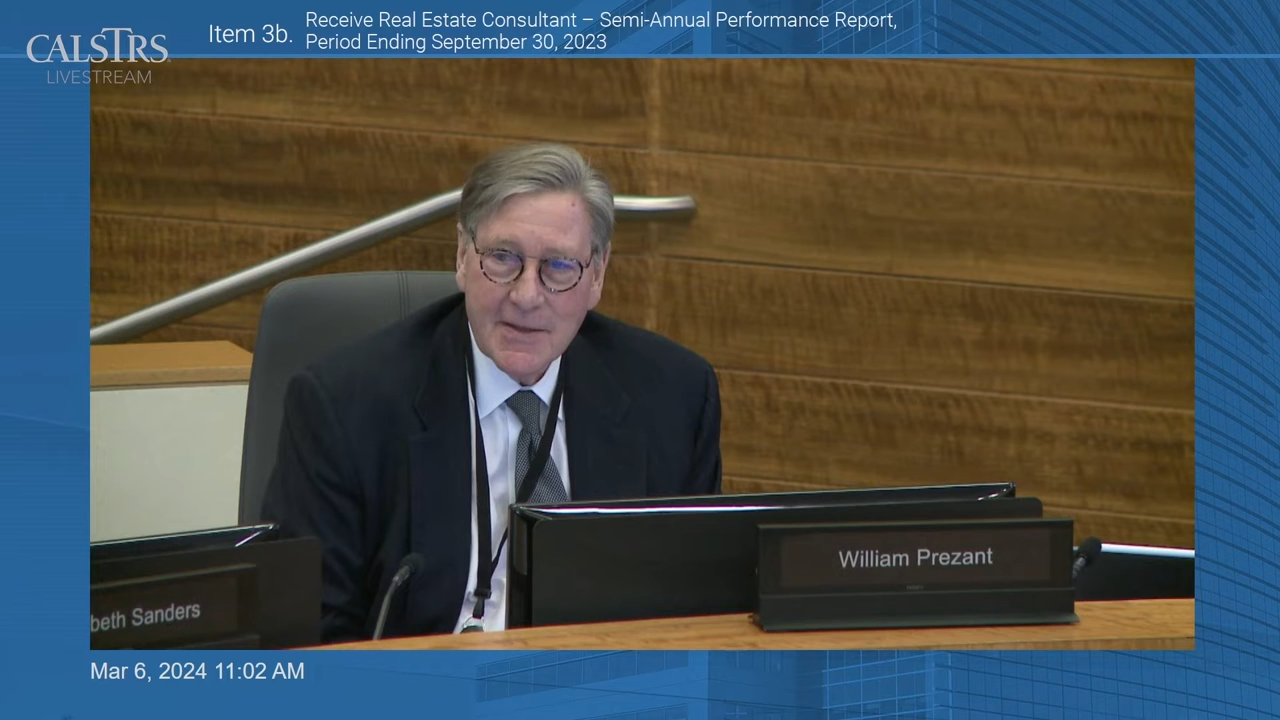 Item 3b.
Receive Real Estate Consultant – Semi-Annual Performance Report,
Period Ending September 30, 2023
CALSTRS
LIVESTREAM
William Prezant
beth Sanders
Mar 6, 2024 11:02 AM